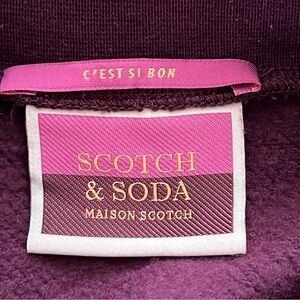 C'EST SI BON
SCOTCH
& SODA
MAISON SCOTCH